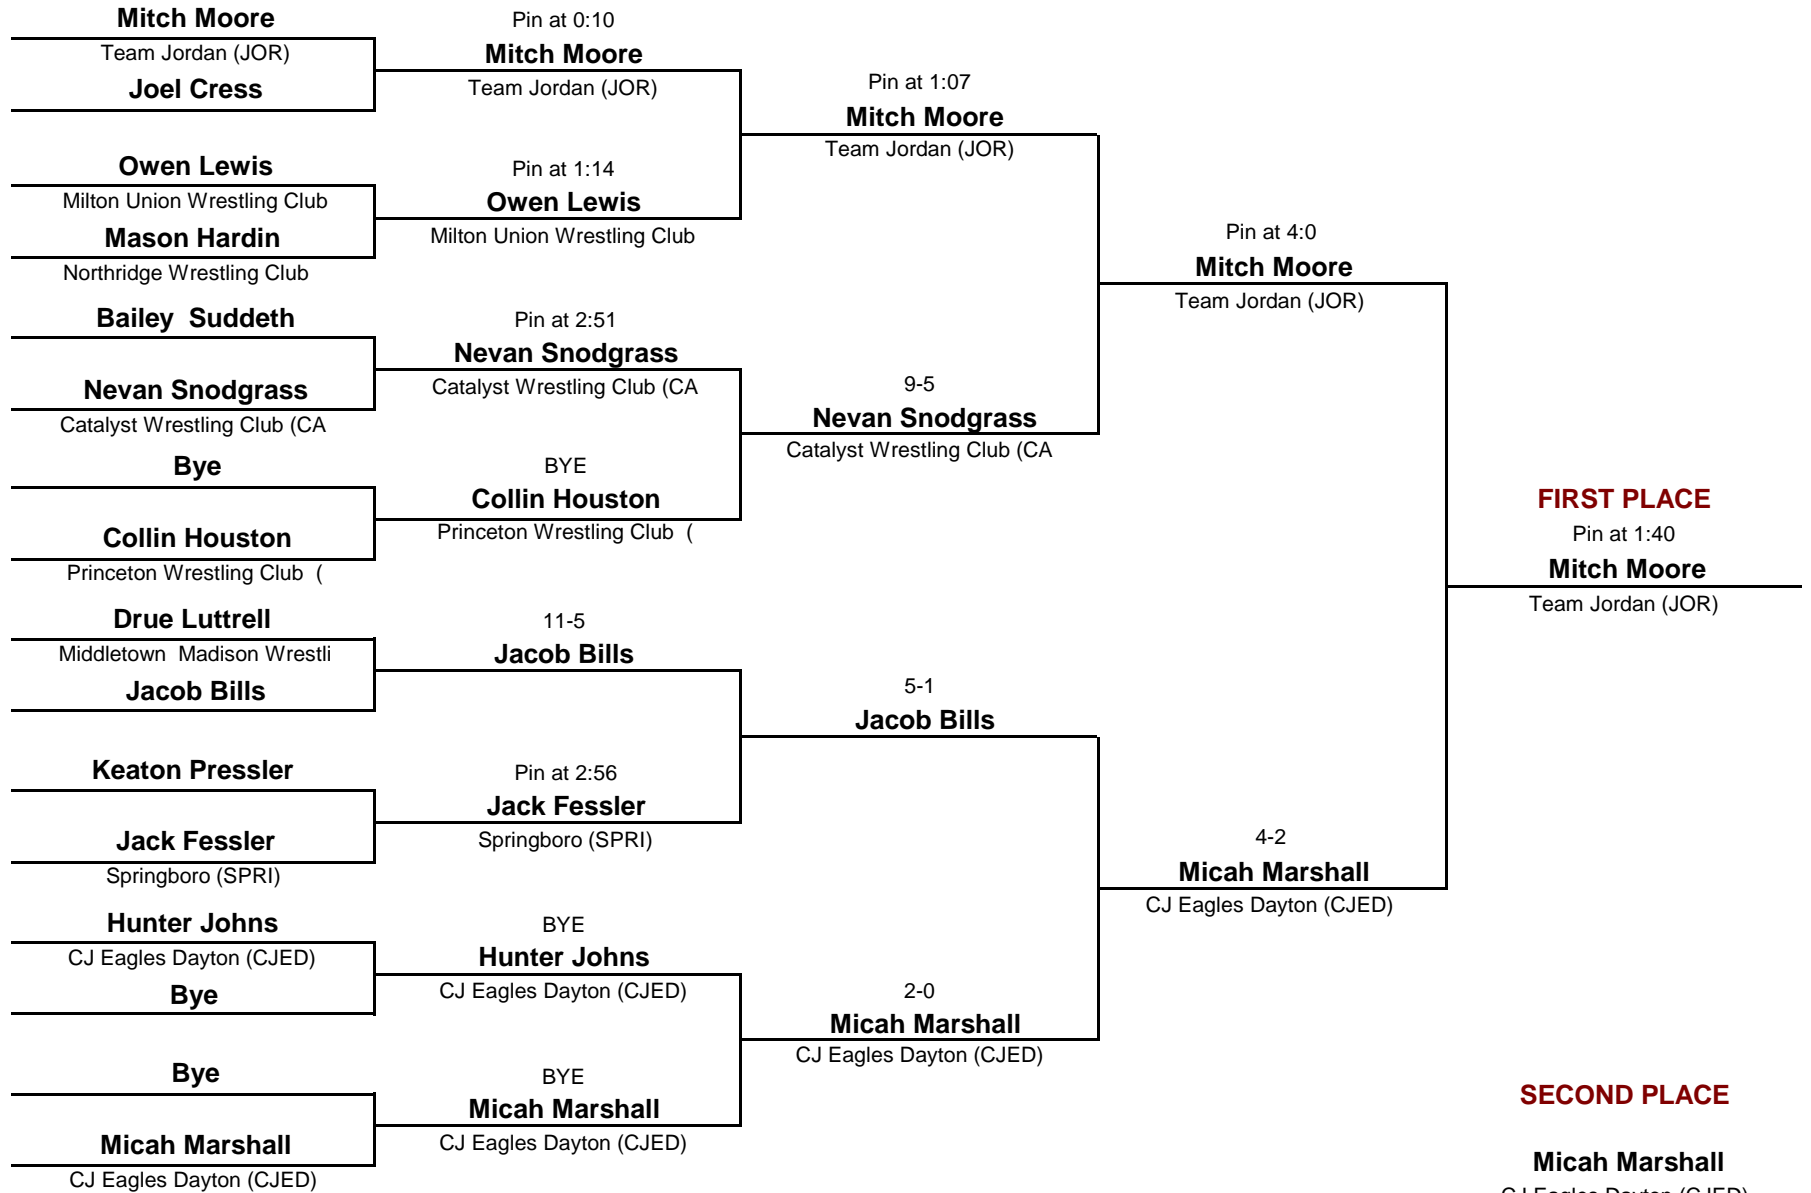 Mitch Moore
Team Jordan (JOR)
Joel Cress
Owen Lewis
Milton Union Wrestling Club
Mason Hardin
Northridge Wrestling Club
Bailey  Suddeth
Nevan Snodgrass
Catalyst Wrestling Club (CA
Bye
Collin Houston
Princeton Wrestling Club  (
Drue Luttrell
Middletown  Madison Wrestli
Jacob Bills
Keaton Pressler
Jack Fessler
Springboro (SPRI)
Hunter Johns
CJ Eagles Dayton (CJED)
Bye
Bye
Micah Marshall
CJ Eagles Dayton (CJED)
Pin at 0:10
Mitch Moore
Team Jordan (JOR)
Pin at 1:14
Owen Lewis
Milton Union Wrestling Club
Pin at 2:51
Nevan Snodgrass
Catalyst Wrestling Club (CA
BYE
Collin Houston
Princeton Wrestling Club  (
11-5
Jacob Bills
Pin at 2:56
Jack Fessler
Springboro (SPRI)
BYE
Hunter Johns
CJ Eagles Dayton (CJED)
BYE
Micah Marshall
CJ Eagles Dayton (CJED)
Pin at 1:07
Mitch Moore
Team Jordan (JOR)
9-5
Nevan Snodgrass
Catalyst Wrestling Club (CA
5-1
Jacob Bills
2-0
Micah Marshall
CJ Eagles Dayton (CJED)
Pin at 4:0
Mitch Moore
Team Jordan (JOR)
4-2
Micah Marshall
CJ Eagles Dayton (CJED)
FIRST PLACE
Pin at 1:40
Mitch Moore
Team Jordan (JOR)
SECOND PLACE
Micah Marshall
CJ Eagles Dayton (CJED)